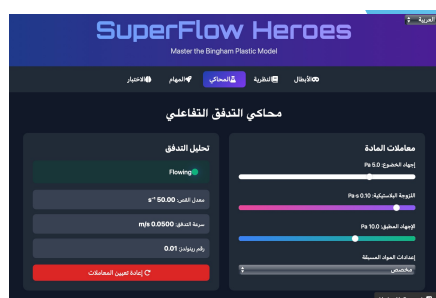 العربية
SuperFlow Heroes
Master the Bingham Plastic Model
الأبطال
النظرية
المحاكي
المهام
الاختبار
محاكي التدفق التفاعلي
معاملات المادة
إجهاد الخضوع: 5.0 Pa
اللزوجة البلاستيكية: 0.10 Pa·s
الإجهاد المطبق: 10.0 Pa
إعدادات المواد المسبقة
مخصص
تحليل التدفق
Flowing
معدل القص: 50.00 s⁻¹
سرعة التدفق: 0.0500 m/s
رقم رينولدز: 0.01
إعادة تعيين المعاملات